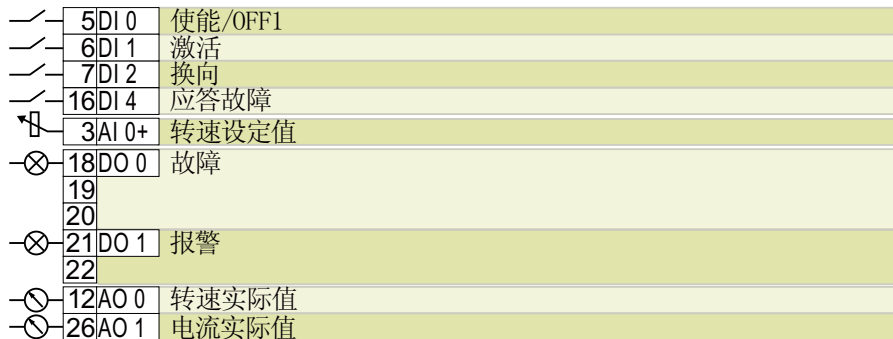 5 DI 0 使能/OFF1
6 DI 1 激活
7 DI 2 换向
16 DI 4 应答故障
3 AI 0+ 转速设定值
18 DO 0 故障
19
20
21 DO 1 报警
22
12 AO 0 转速实际值
26 AO 1 电流实际值